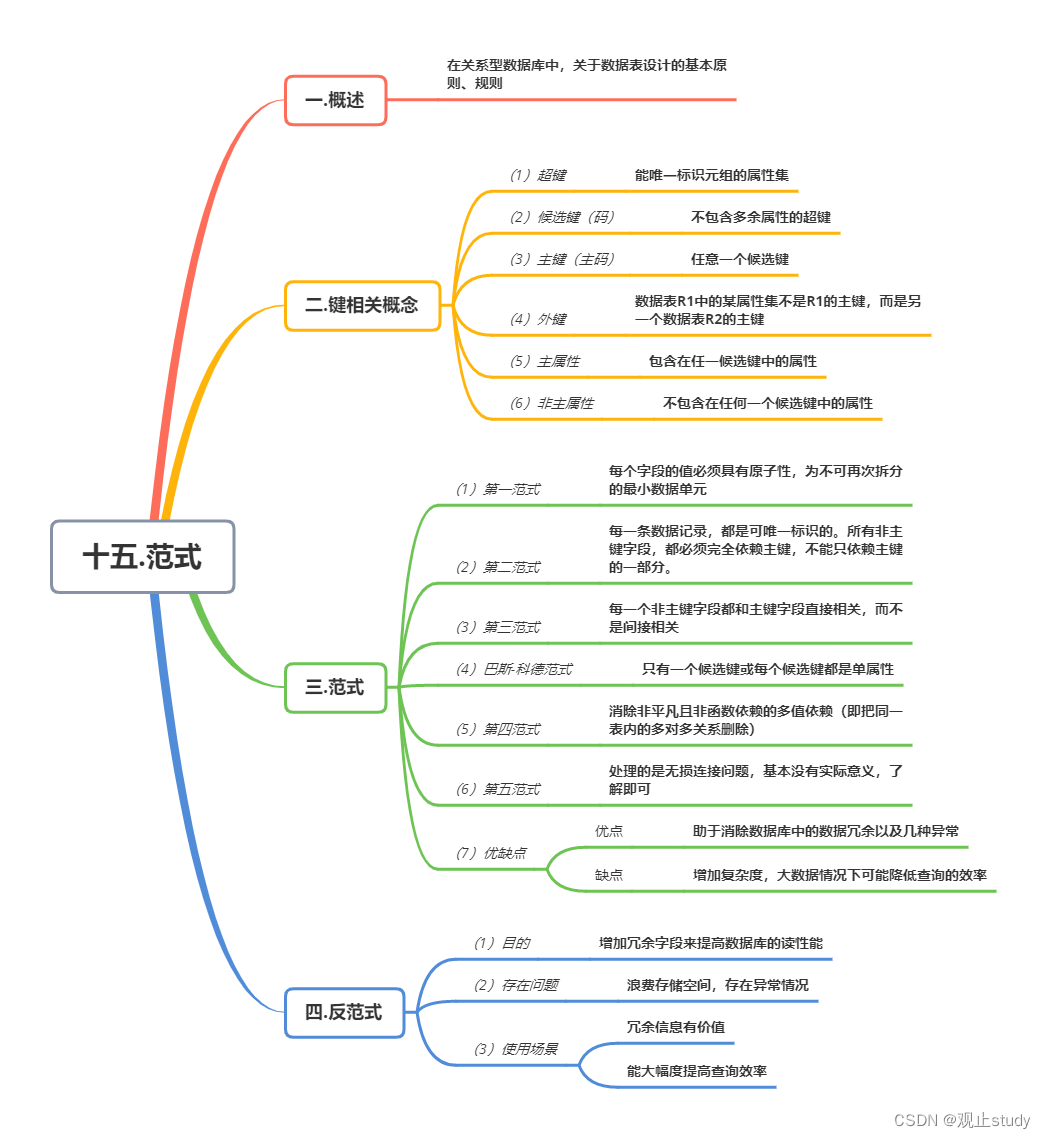 十五.范式
一.概述
在关系型数据库中，关于数据表设计的基本原
则、规则
二.键相关概念
（1）超键
能唯一标识元组的属性集
（2）候选键（码）
不包含多余属性的超键
（3）主键（主码）
任意一个候选键
（4）外键
数据表R1中的某属性集不是R1的主键，而是另
一个数据表R2的主键
（5）主属性
包含在任一候选键中的属性
（6）非主属性
不包含在任何一个候选键中的属性
三.范式
（1）第一范式
每个字段的值必须具有原子性，为不可再次拆分
的最小数据单元
（2）第二范式
每一条数据记录，都是可唯一标识的。所有非主
键字段，都必须完全依赖主键，不能只依赖主键
的一部分。
（3）第三范式
每一个非主键字段都和主键字段直接相关，而不
是间接相关
（4）巴斯-科德范式
只有一个候选键或每个候选键都是单属性
（5）第四范式
消除非平凡且非函数依赖的多值依赖（即把同一
表内的多对多关系删除）
（6）第五范式
处理的是无损连接问题，基本没有实际意义，了
解即可
（7）优缺点
优点
助于消除数据库中的数据冗余以及几种异常
缺点
增加复杂度，大数据情况下可能降低查询的效率
四.反范式
（1）目的
增加冗余字段来提高数据库的读性能
（2）存在问题
浪费存储空间，存在异常情况
（3）使用场景
冗余信息有价值
能大幅度提高查询效率
CSDN @观止study